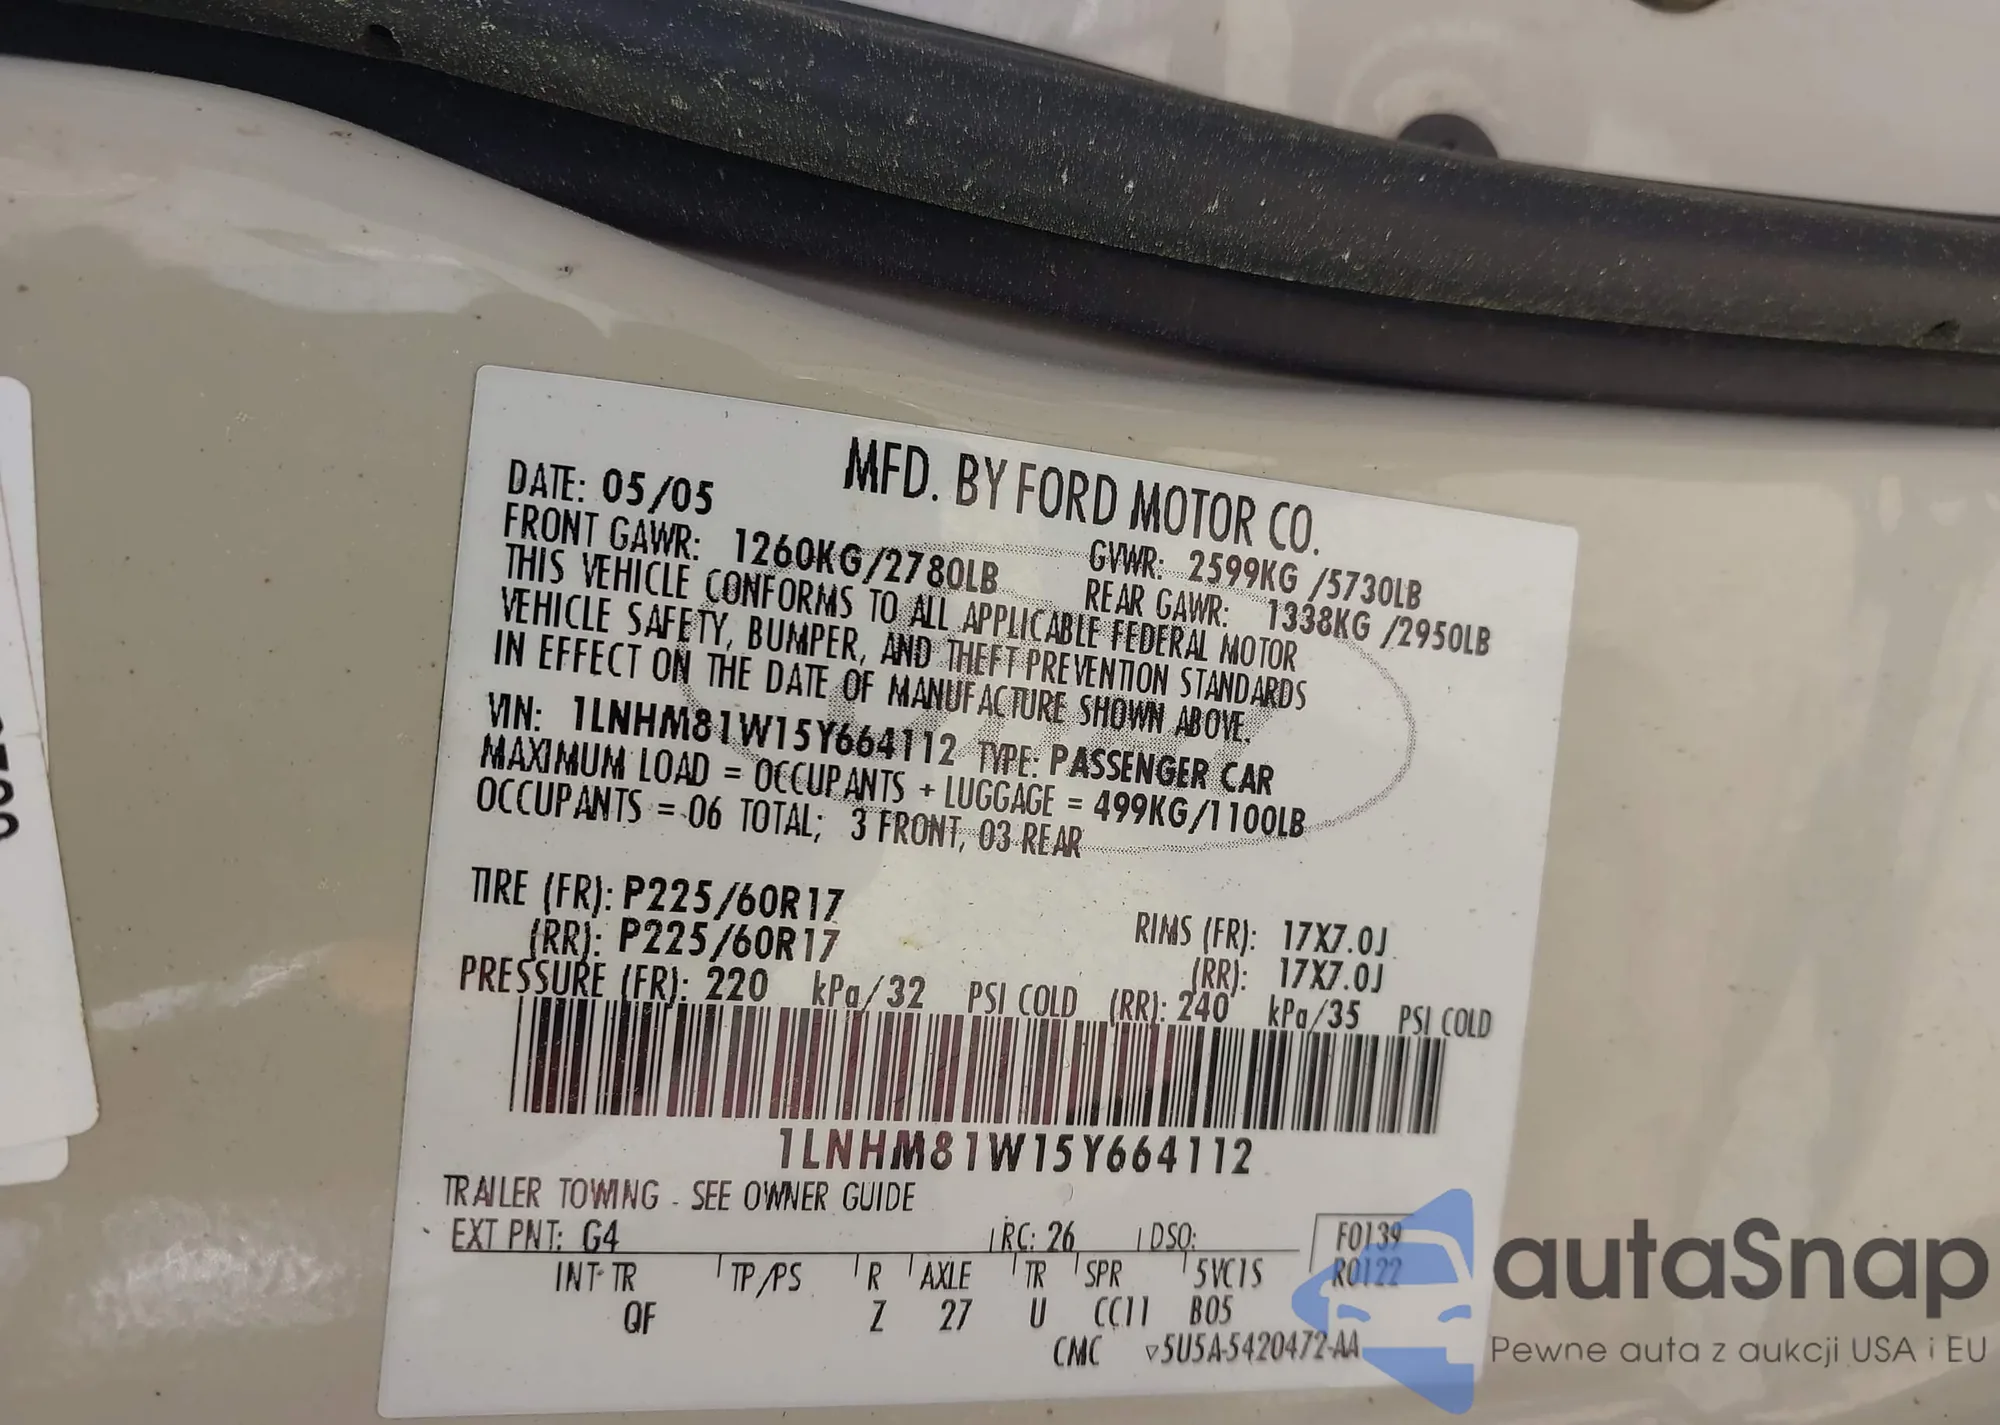 MFD. BY FORD MOTOR CO.
DATE: 05/05
GVWR: 2599KG /5730LB
FRONT GAWR: 1260KG/2780LB
REAR GAWR: 1338KG /2950LB
THIS VEHICLE CONFORMS TO ALL APPLICABLE FEDERAL MOTOR
VEHICLE SAFETY, BUMPER, AND THEFT PREVENTION STANDARDS
IN EFFECT ON THE DATE OF MANUFACTURE SHOWN ABOVE.
VIN: 1LNHM81W15Y664112 TYPE: PASSENGER CAR
MAXIMUM LOAD = OCCUPANTS + LUGGAGE = 499KG/1100LB
OCCUPANTS = 06 TOTAL; 3 FRONT, 03 REAR
TIRE (FR): P225/60R17
RIMS (FR): 17X7.0J
(RR): P225/60R17
(RR): 17X7.0J
PRESSURE (FR): 220 kPa/32 PSI COLD (RR): 240 kPa/35 PSI COLD
1LNHM81W15Y664112
TRAILER TOWING - SEE OWNER GUIDE
EXT PNT: G4 RC: 26 DSO: F0139
R0122
INT TR TP/PS R AXLE TR SPR 5VC1S
QF Z 27 U CC11 B05
CMC ▽5U5A-5420472-AA
autoSnap
Pewne auta z aukcji USA i EU